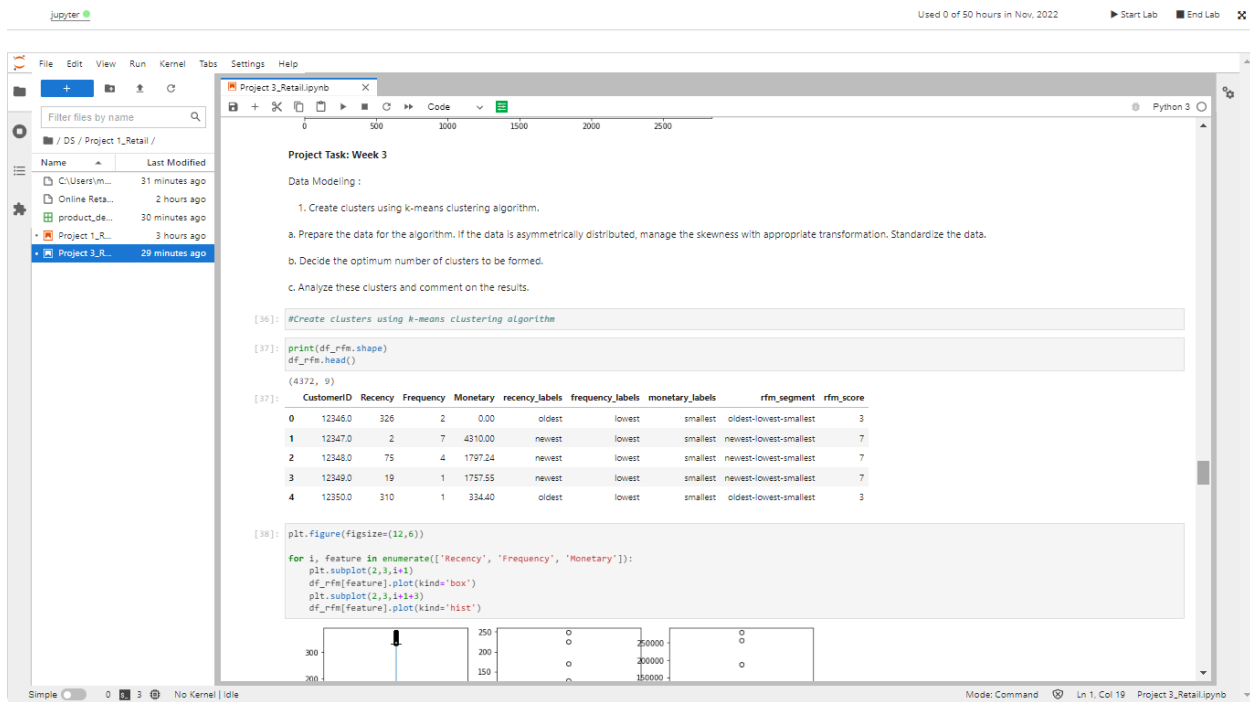 jupyter
Used 0 of 50 hours in Nov, 2022
Start Lab
End Lab
File Edit View Run Kernel Tabs Settings Help
Project 3_Retail.ipynb
Filter files by name
/ DS / Project 1_Retail /
Name Last Modified
C:\Users\m... 31 minutes ago
Online Reta... 2 hours ago
product_de... 30 minutes ago
Project 1_R... 3 hours ago
Project 3_R... 29 minutes ago
Code
Python 3
0 500 1000 1500 2000 2500
Project Task: Week 3
Data Modeling :
1. Create clusters using k-means clustering algorithm.
a. Prepare the data for the algorithm. If the data is asymmetrically distributed, manage the skewness with appropriate transformation. Standardize the data.
b. Decide the optimum number of clusters to be formed.
c. Analyze these clusters and comment on the results.
[36]: #Create clusters using k-means clustering algorithm
[37]: print(df_rfm.shape)
df_rfm.head()
(4372, 9)
[37]: CustomerID Recency Frequency Monetary recency_labels frequency_labels monetary_labels rfm_segment rfm_score
0 12346.0 326 2 0.00 oldest lowest smallest oldest-lowest-smallest 3
1 12347.0 2 7 4310.00 newest lowest smallest newest-lowest-smallest 7
2 12348.0 75 4 1797.24 newest lowest smallest newest-lowest-smallest 7
3 12349.0 19 1 1757.55 newest lowest smallest newest-lowest-smallest 7
4 12350.0 310 1 334.40 oldest lowest smallest oldest-lowest-smallest 3
[38]: plt.figure(figsize=(12,6))
for i, feature in enumerate(['Recency', 'Frequency', 'Monetary']):
plt.subplot(2,3,i+1)
df_rfm[feature].plot(kind='box')
plt.subplot(2,3,i+1+3)
df_rfm[feature].plot(kind='hist')
300
200
250
200
150
250000
200000
150000
Simple 0 3 No Kernel | Idle
Mode: Command Ln 1, Col 19 Project 3_Retail.ipynb